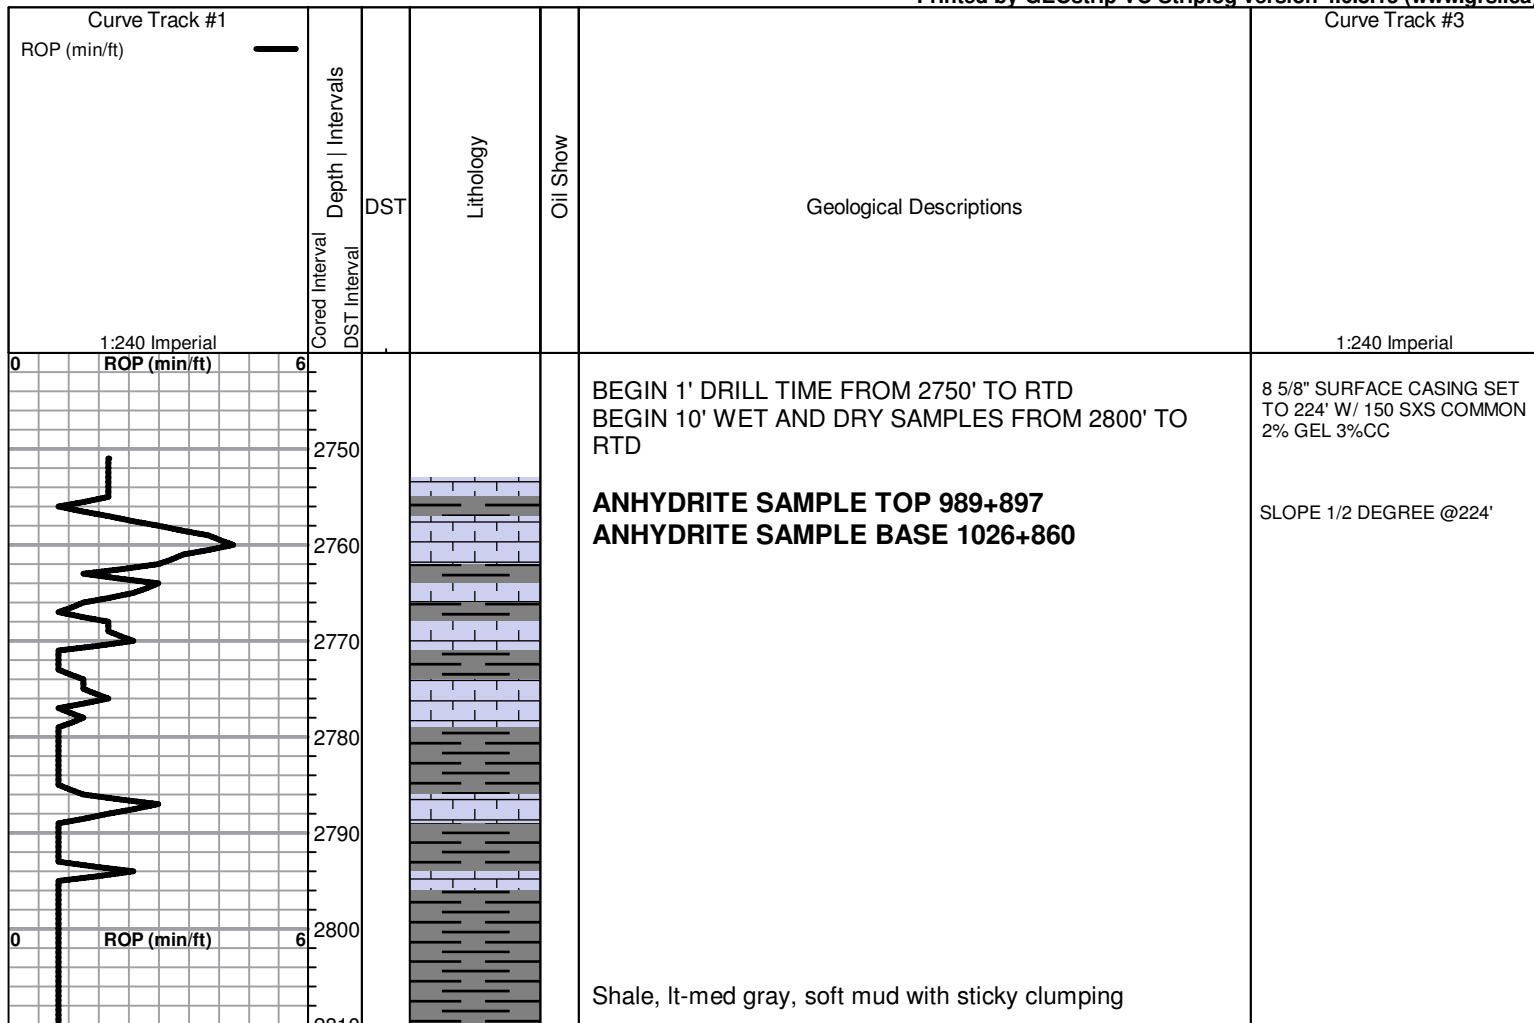 Curve Track #1
ROP (min/ft)
Depth | Intervals
Cored Interval
DST Interval
DST
Lithology
Oil Show
Geological Descriptions
Curve Track #3
1:240 Imperial
1:240 Imperial
0 ROP (min/ft) 6
BEGIN 1' DRILL TIME FROM 2750' TO RTD
BEGIN 10' WET AND DRY SAMPLES FROM 2800' TO
RTD
8 5/8" SURFACE CASING SET
TO 224' W/ 150 SXS COMMON
2% GEL 3%CC
2750
ANHYDRITE SAMPLE TOP 989+897
ANHYDRITE SAMPLE BASE 1026+860
SLOPE 1/2 DEGREE @224'
2760
2770
2780
2790
2800
0 ROP (min/ft) 6
Shale, lt-med gray, soft mud with sticky clumping